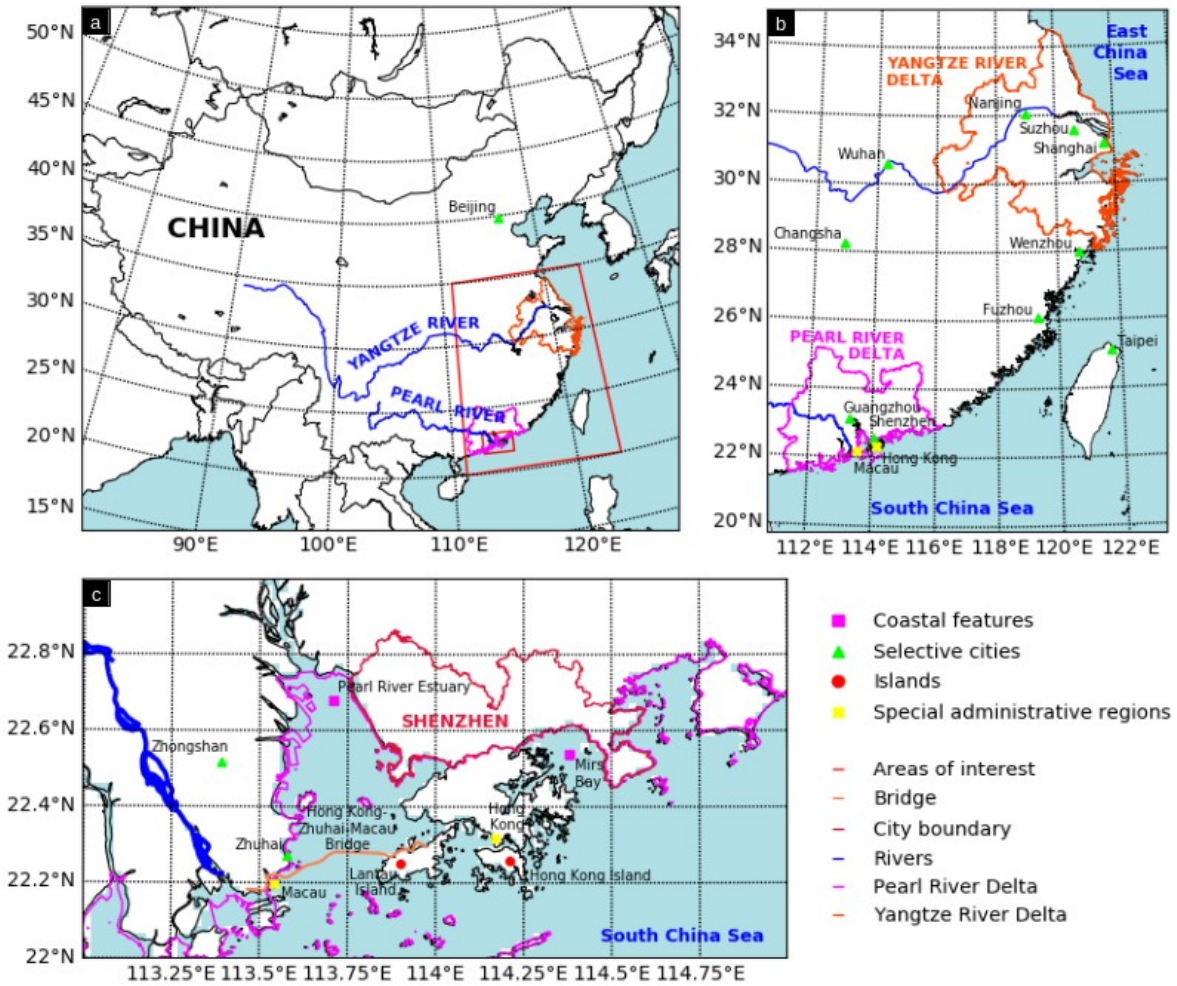 a
50°N
45°N
40°N
35°N
30°N
25°N
20°N
15°N
90°E
100°E
110°E
120°E
CHINA
Beijing
YANGTZE RIVER
PEARL RIVER
b
34°N
32°N
30°N
28°N
26°N
24°N
22°N
20°N
112°E
114°E
116°E
118°E
120°E
122°E
East
China
Sea
YANGTZE RIVER
DELTA
Nanjing
Suzhou
Shanghai
Wuhan
Changsha
Wenzhou
Fuzhou
Taipei
PEARL RIVER
DELTA
Guangzhou
Shenzhen
Hong Kong
Macau
South China Sea
c
22.8°N
22.6°N
22.4°N
22.2°N
22°N
113.25°E
113.5°E
113.75°E
114°E
114.25°E
114.5°E
114.75°E
Pearl River Estuary
SHENZHEN
Zhongshan
Mirs
Bay
Hong Kong-
Zhuhai-Macau
Bridge
Hong
Kong
Zhuhai
Lantau
Island
Hong Kong Island
Macau
South China Sea
Coastal features
Selective cities
Islands
Special administrative regions
Areas of interest
Bridge
City boundary
Rivers
Pearl River Delta
Yangtze River Delta